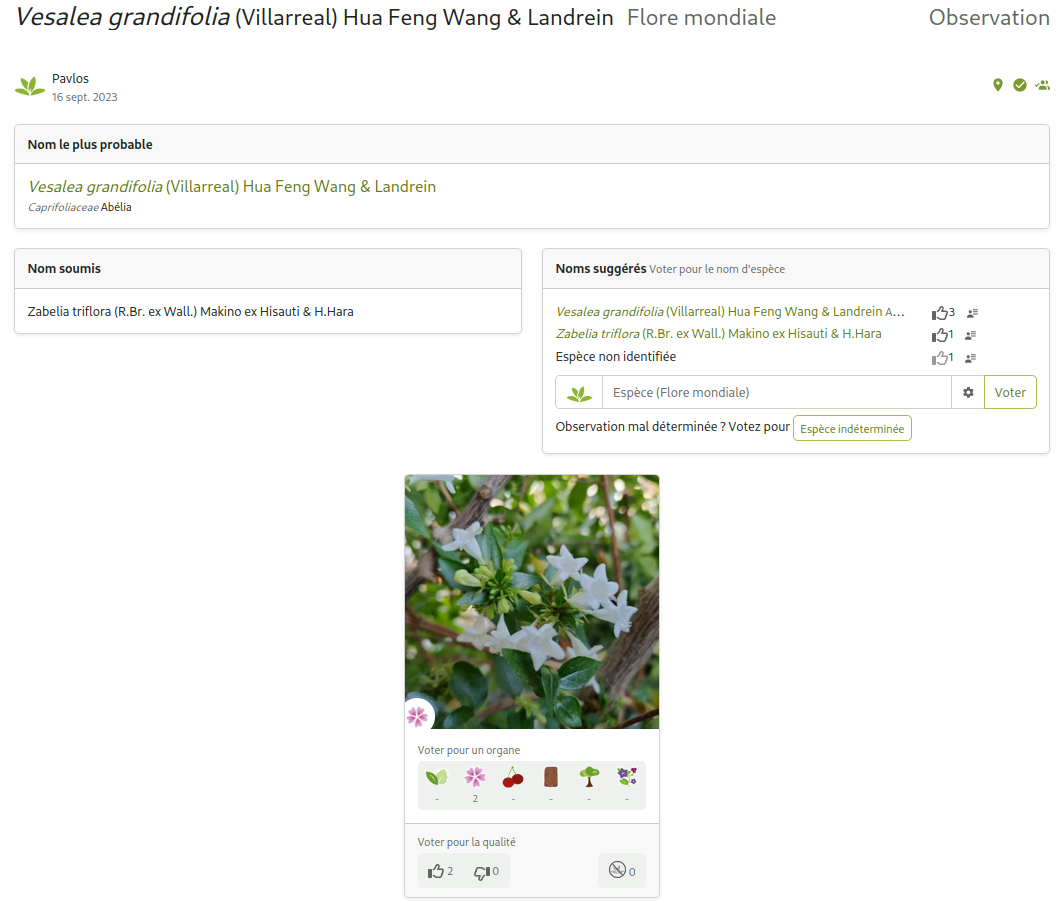 Vesalea grandifolia (Villarreal) Hua Feng Wang & Landrein Flore mondiale Observation
Pavlos
16 sept. 2023
Nom le plus probable
Vesalea grandifolia (Villarreal) Hua Feng Wang & Landrein
Caprifoliaceae Abélia
Nom soumis
Zabelia triflora (R.Br. ex Wall.) Makino ex Hisauti & H.Hara
Noms suggérés Voter pour le nom d'espèce
Vesalea grandifolia (Villarreal) Hua Feng Wang & Landrein A... 3
Zabelia triflora (R.Br. ex Wall.) Makino ex Hisauti & H.Hara 1
Espèce non identifiée 1
Espèce (Flore mondiale) Voter
Observation mal déterminée ? Votez pour Espèce indéterminée
Voter pour un organe
- 2 - - - -
Voter pour la qualité
2 0 0